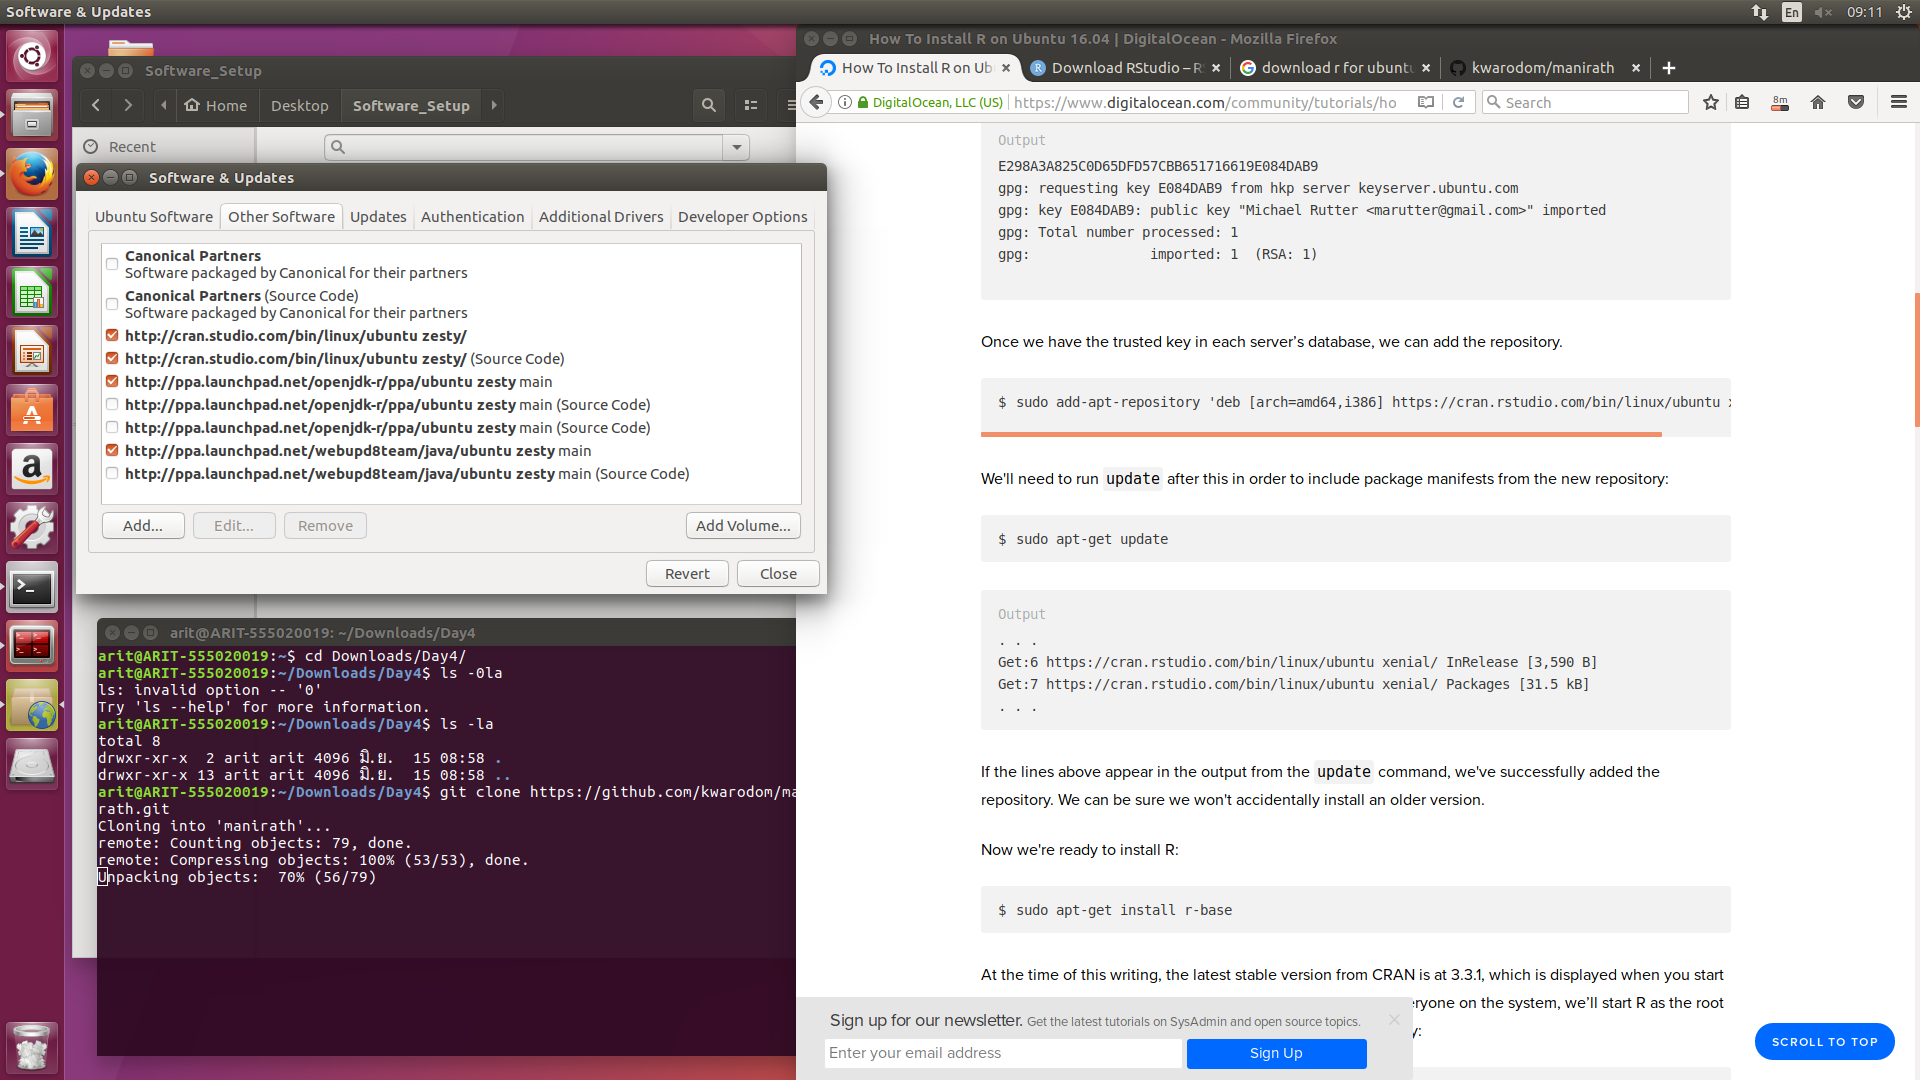 Software & Updates
En
09:11
Software_Setup
Home
Desktop
Software_Setup
Recent
Software & Updates
Ubuntu Software
Other Software
Updates
Authentication
Additional Drivers
Developer Options
Canonical Partners
Software packaged by Canonical for their partners
Canonical Partners (Source Code)
Software packaged by Canonical for their partners
http://cran.studio.com/bin/linux/ubuntu zesty/
http://cran.studio.com/bin/linux/ubuntu zesty/ (Source Code)
http://ppa.launchpad.net/openjdk-r/ppa/ubuntu zesty main
http://ppa.launchpad.net/openjdk-r/ppa/ubuntu zesty main (Source Code)
http://ppa.launchpad.net/openjdk-r/ppa/ubuntu zesty main (Source Code)
http://ppa.launchpad.net/webupd8team/java/ubuntu zesty main
http://ppa.launchpad.net/webupd8team/java/ubuntu zesty main (Source Code)
Add...
Edit...
Remove
Add Volume...
Revert
Close
arit@ARIT-555020019: ~/Downloads/Day4
arit@ARIT-555020019:~$ cd Downloads/Day4/
arit@ARIT-555020019:~/Downloads/Day4$ ls -0la
ls: invalid option -- '0'
Try 'ls --help' for more information.
arit@ARIT-555020019:~/Downloads/Day4$ ls -la
total 8
drwxr-xr-x  2 arit arit 4096 มิ.ย.  15 08:58 .
drwxr-xr-x 13 arit arit 4096 มิ.ย.  15 08:58 ..
arit@ARIT-555020019:~/Downloads/Day4$ git clone https://github.com/kwarodom/ma
rath.git
Cloning into 'manirath'...
remote: Counting objects: 79, done.
remote: Compressing objects: 100% (53/53), done.
Unpacking objects:  70% (56/79)
How To Install R on Ubuntu 16.04 | DigitalOcean - Mozilla Firefox
How To Install R on Ub
Download RStudio – R
download r for ubuntu
kwarodom/manirath
DigitalOcean, LLC (US)
https://www.digitalocean.com/community/tutorials/ho
Search
8m
Output
E298A3A825C0D65DFD57CBB651716619E084DAB9
gpg: requesting key E084DAB9 from hkp server keyserver.ubuntu.com
gpg: key E084DAB9: public key "Michael Rutter <marutter@gmail.com>" imported
gpg: Total number processed: 1
gpg:               imported: 1  (RSA: 1)
Once we have the trusted key in each server’s database, we can add the repository.
$ sudo add-apt-repository 'deb [arch=amd64,i386] https://cran.rstudio.com/bin/linux/ubuntu x
We'll need to run update after this in order to include package manifests from the new repository:
$ sudo apt-get update
Output
. . .
Get:6 https://cran.rstudio.com/bin/linux/ubuntu xenial/ InRelease [3,590 B]
Get:7 https://cran.rstudio.com/bin/linux/ubuntu xenial/ Packages [31.5 kB]
. . .
If the lines above appear in the output from the update command, we've successfully added the
repository. We can be sure we won't accidentally install an older version.
Now we're ready to install R:
$ sudo apt-get install r-base
At the time of this writing, the latest stable version from CRAN is at 3.3.1, which is displayed when you start
eryone on the system, we’ll start R as the root
y:
Sign up for our newsletter. Get the latest tutorials on SysAdmin and open source topics.
Enter your email address
Sign Up
SCROLL TO TOP